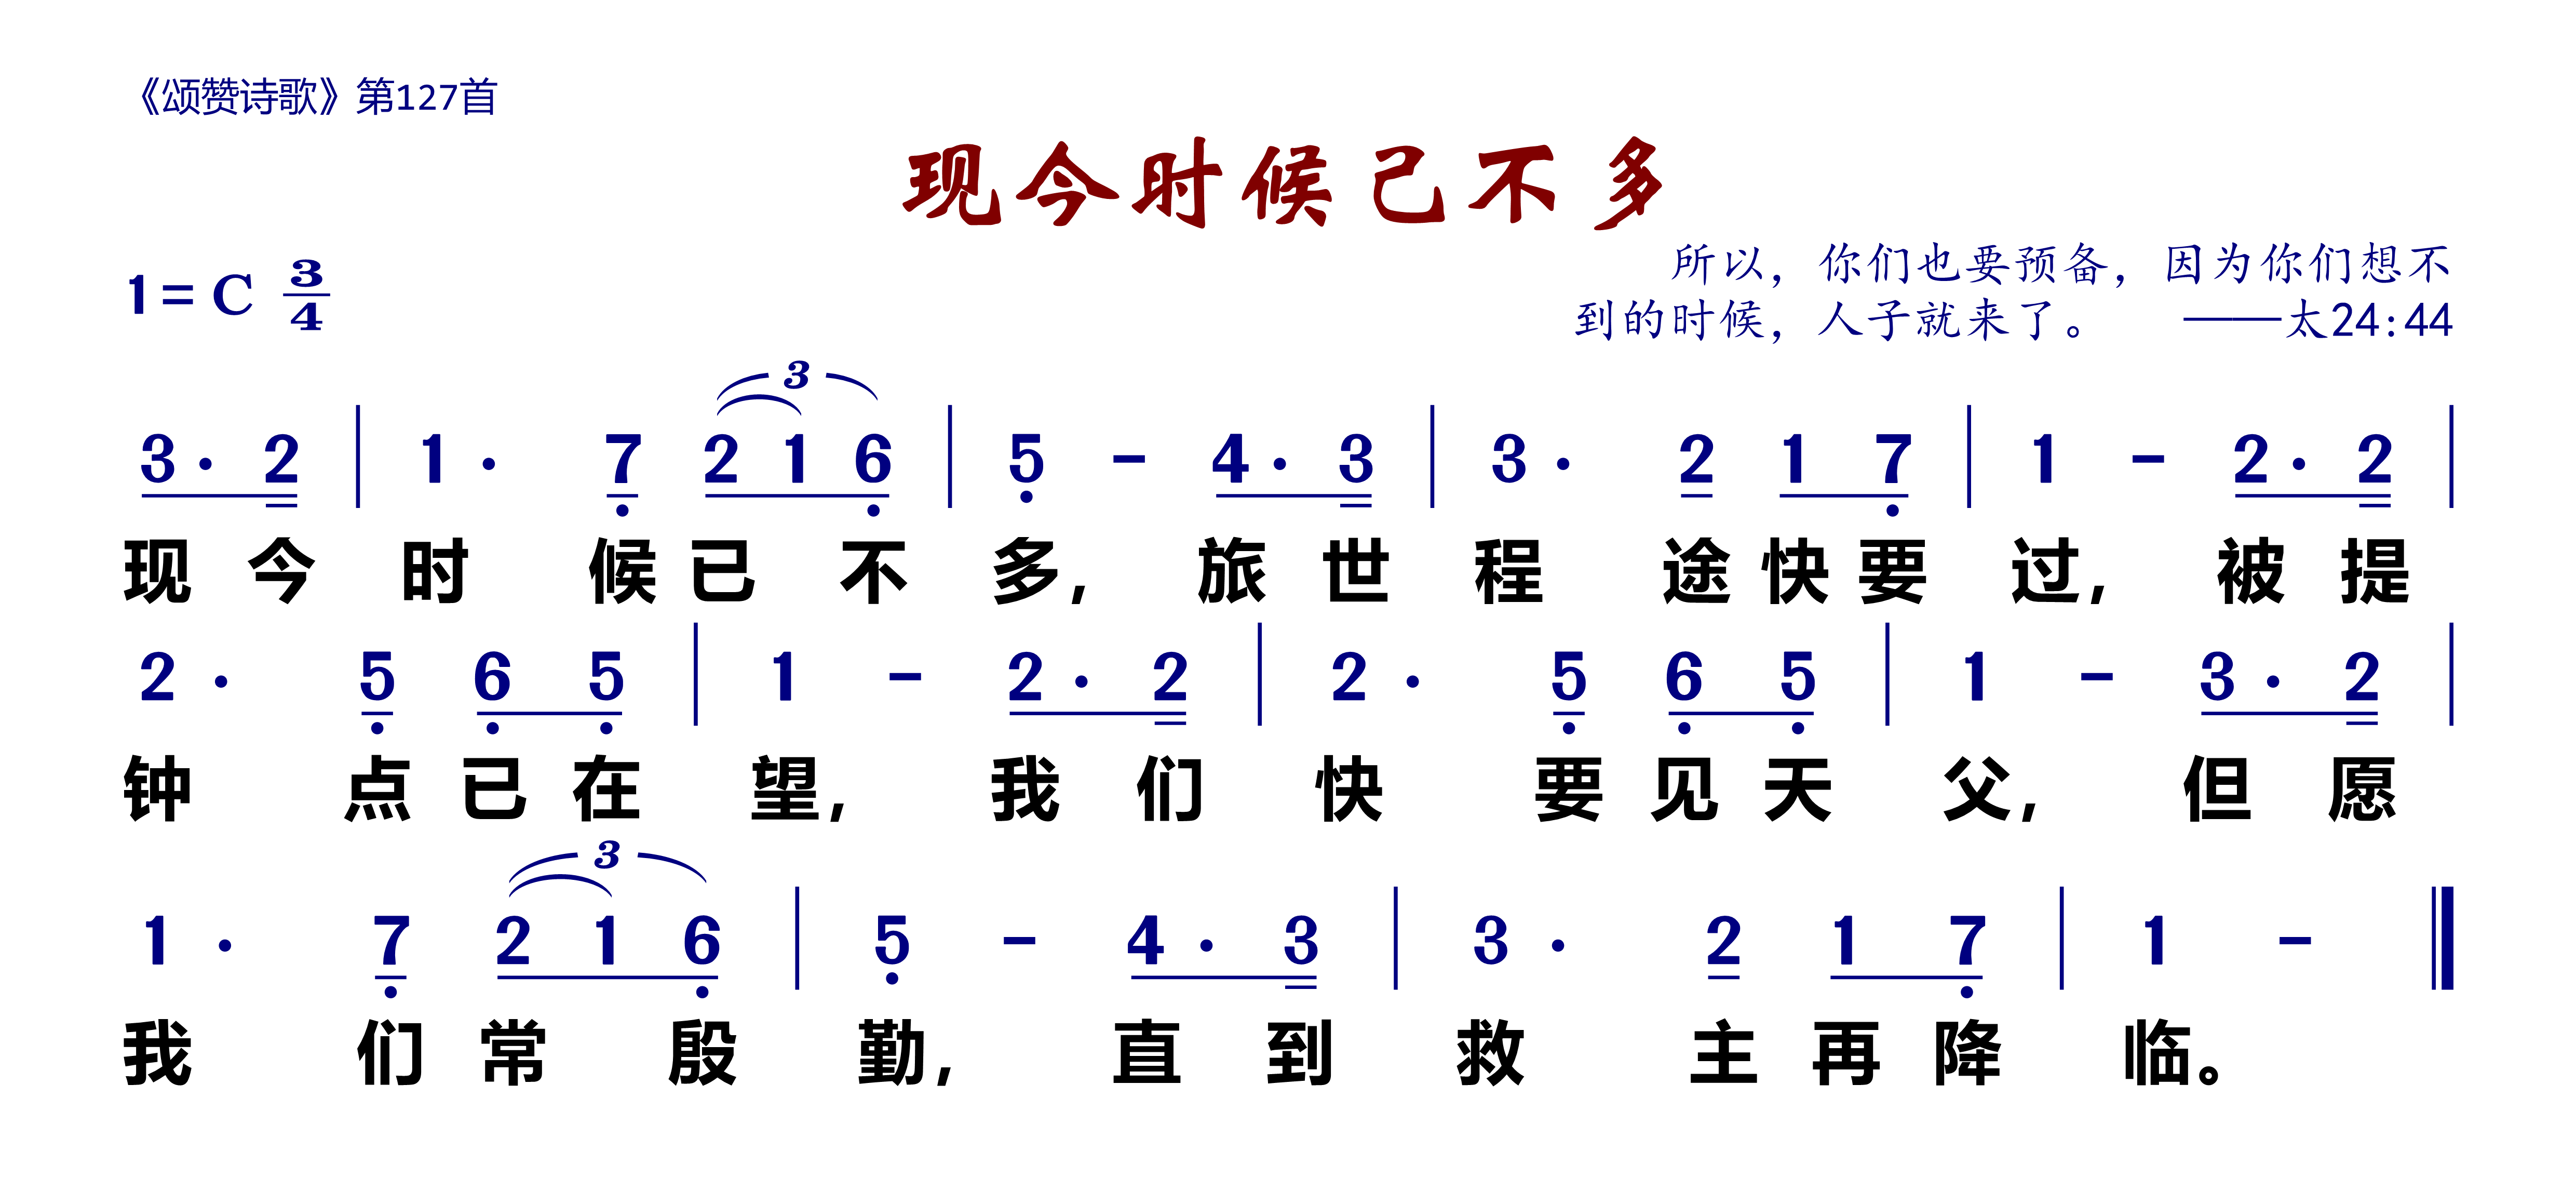 《颂赞诗歌》第127首
现今时候已不多
1=C 3/4
所以，你们也要预备，因为你们想不
到的时候，人子就来了。 ——太24:44
3
3· 2 | 1· 7 2 1 6 | 5 - 4· 3 | 3· 2 1 7 | 1 - 2· 2 |
现今时候已不多，旅世程途快要过，被提
2· 5 6 5 | 1 - 2· 2 | 2· 5 6 5 | 1 - 3· 2 |
钟点已在望，我们快要见天父，但愿
3
1· 7 2 1 6 | 5 - 4· 3 | 3· 2 1 7 | 1 - ‖
我们常殷勤，直到救主再降临。